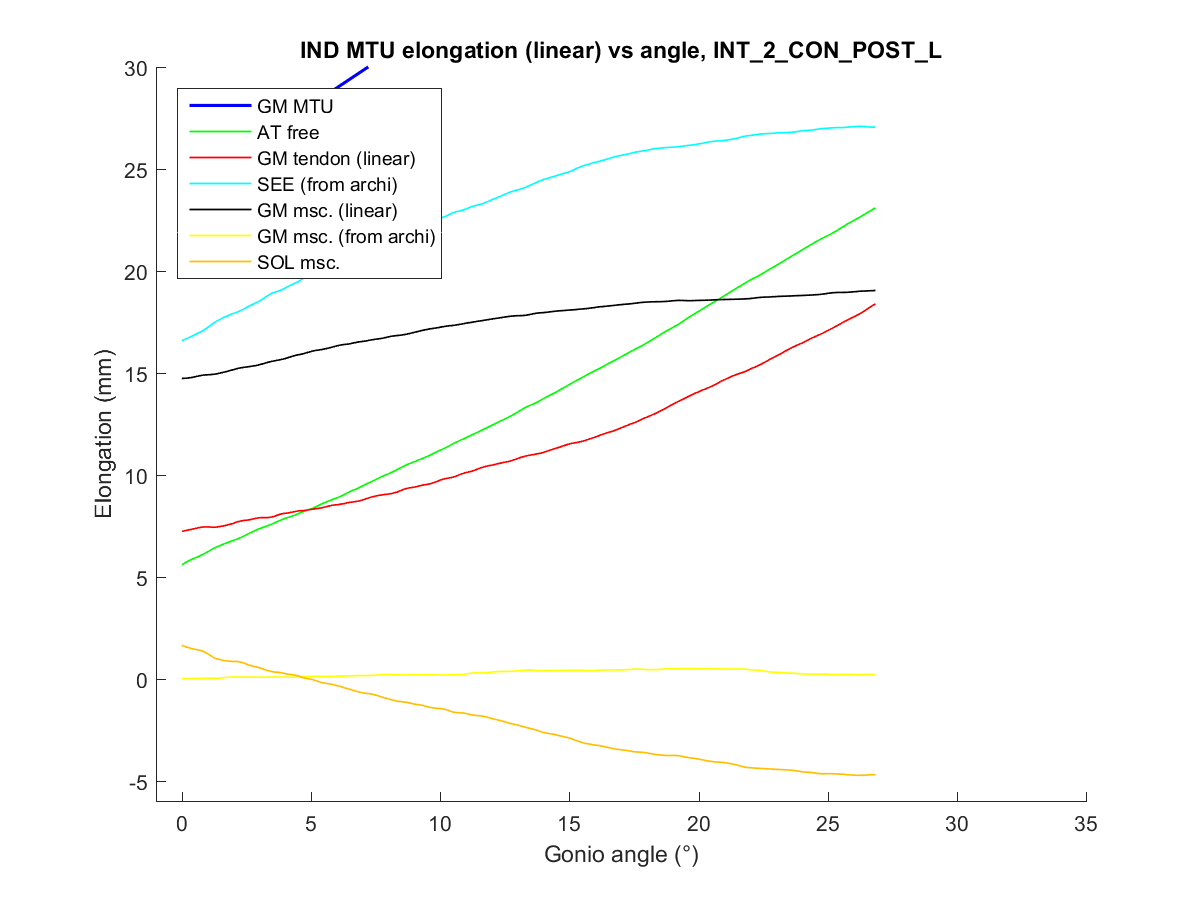 IND MTU elongation (linear) vs angle, INT_2_CON_POST_L
30
25
20
15
10
5
0
-5
Elongation (mm)
GM MTU
AT free
GM tendon (linear)
SEE (from archi)
GM msc. (linear)
GM msc. (from archi)
SOL msc.
0 5 10 15 20 25 30 35
Gonio angle (°)